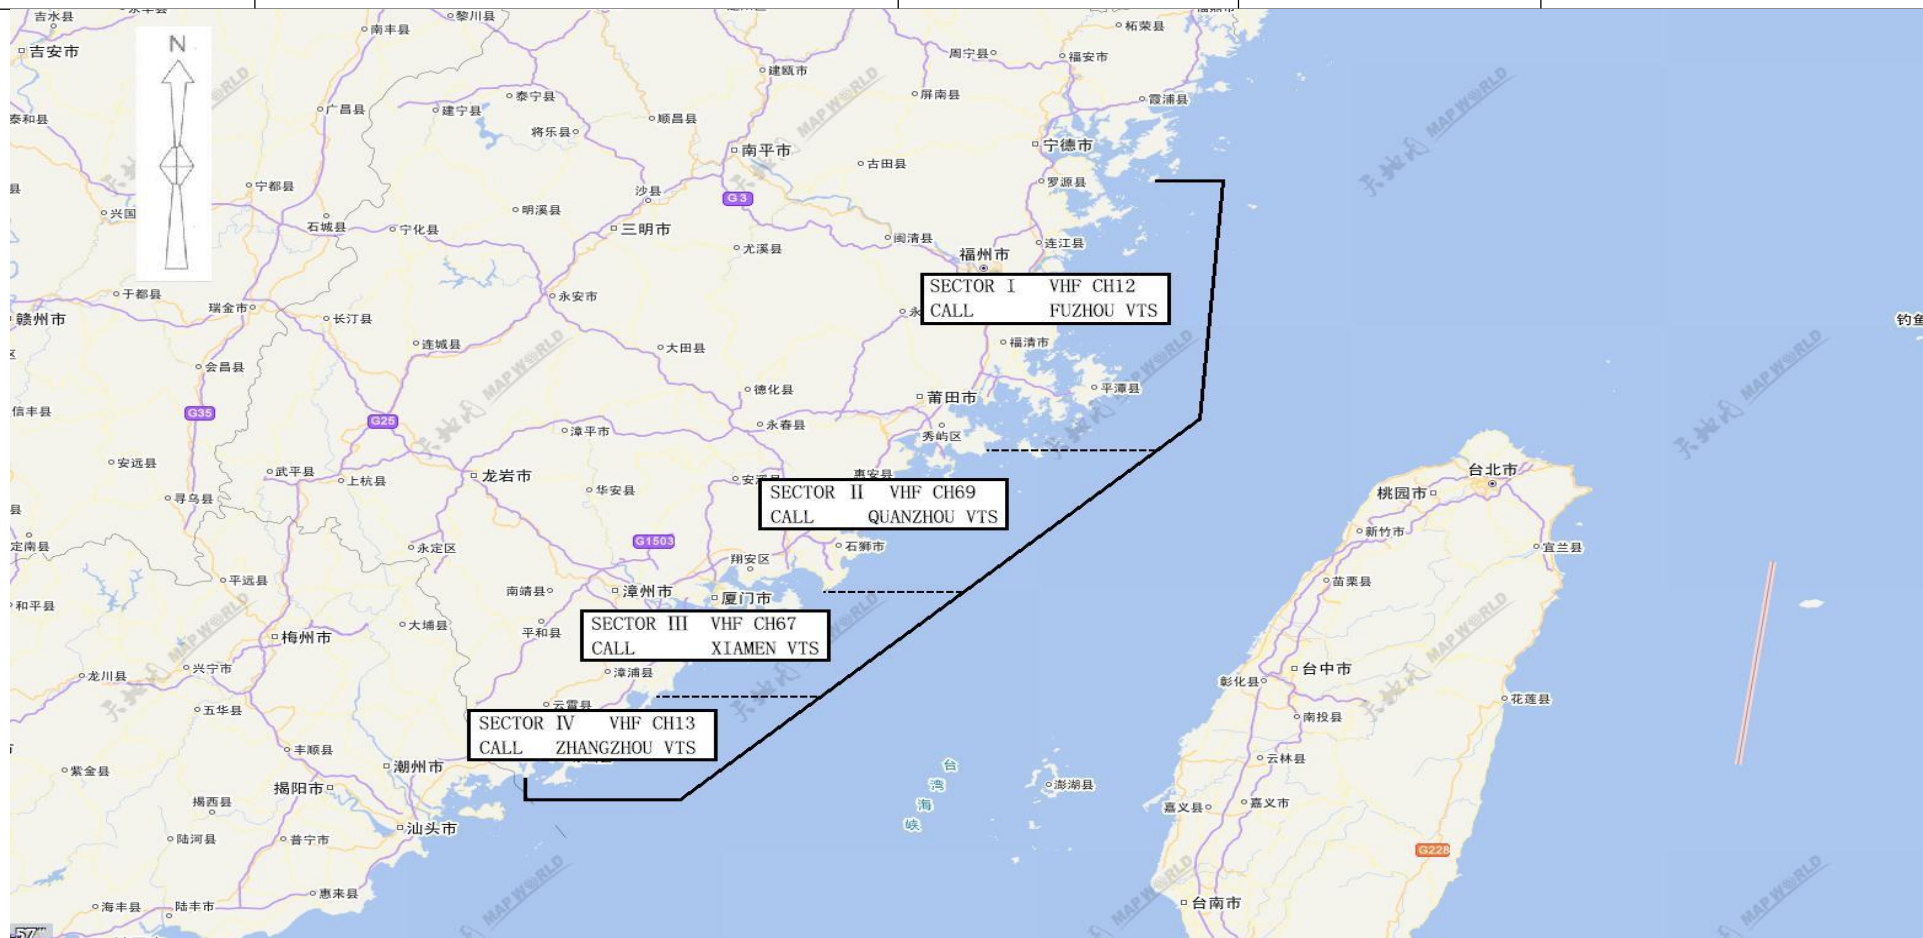 吉水县
黎川县
南丰县
柘荣县
吉安市
N
周宁县
福安市
建瓯市
屏南县
霞浦县
泰宁县
建宁县
广昌县
泰和县
顺昌县
将乐县
南平市
宁德市
古田县
MAPWORLD
罗源县
宁都县
沙县
G3
兴国
明溪县
石城县
宁化县
三明市
闽清县
连江县
尤溪县
福州市
SECTOR I VHF CH12
CALL FUZHOU VTS
于都县
瑞金市
永安市
赣州市
长汀县
钓鱼
福清市
连城县
大田县
会昌县
平潭县
德化县
莆田市
信丰县
G35
G25
永春县
漳平市
秀屿区
安远县
武平县
上杭县
龙岩市
惠安县
台北市
华安县
桃园市
寻乌县
SECTOR II VHF CH69
CALL QUANZHOU VTS
新竹市
G1503
定南县
永定区
石狮市
宜兰县
翔安区
平远县
苗栗县
南靖县
漳州市
厦门市
和平县
SECTOR III VHF CH67
CALL XIAMEN VTS
大埔县
平和县
梅州市
兴宁市
龙川县
漳浦县
台中市
彰化县
花莲县
云霄县
五华县
南投县
SECTOR IV VHF CH13
CALL ZHANGZHOU VTS
丰顺县
云林县
紫金县
潮州市
台湾海峡
澎湖县
揭阳市
揭西县
嘉义县
嘉义市
汕头市
陆河县
普宁市
G228
惠来县
海丰县
陆丰市
台南市